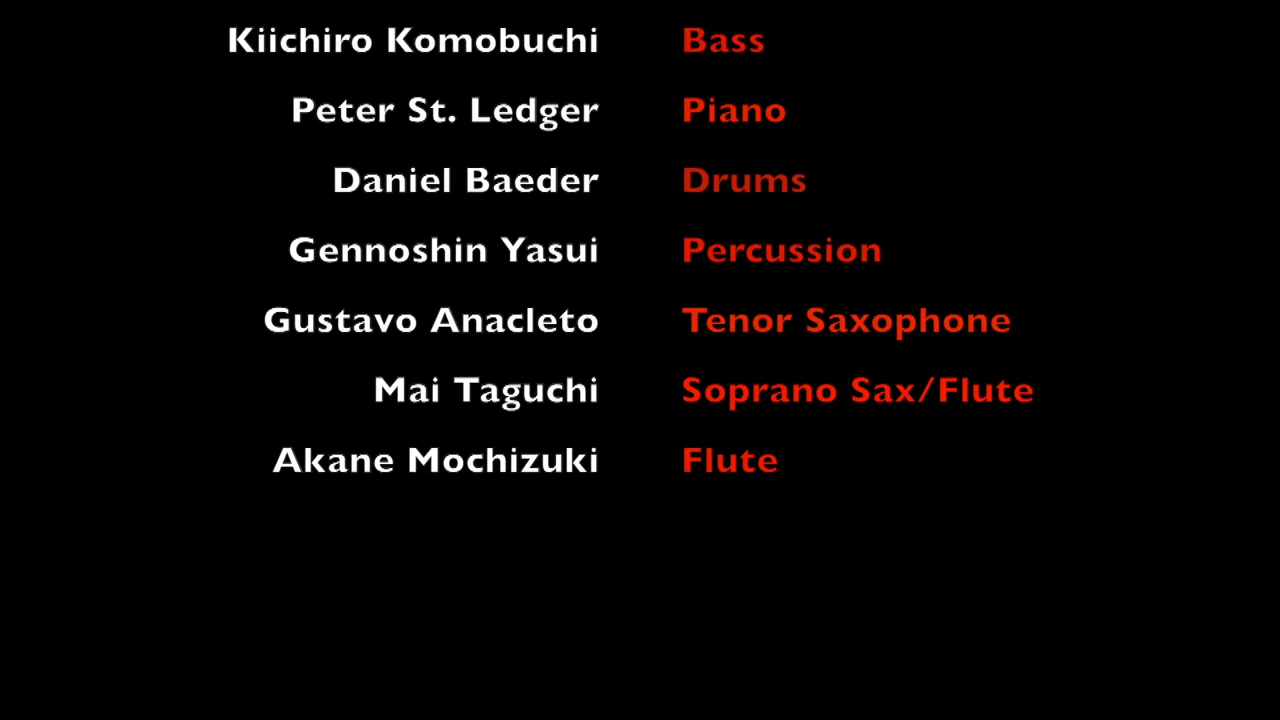 Kiichiro Komobuchi Bass
Peter St. Ledger Piano
Daniel Baeder Drums
Gennoshin Yasui Percussion
Gustavo Anacleto Tenor Saxophone
Mai Taguchi Soprano Sax/Flute
Akane Mochizuki Flute